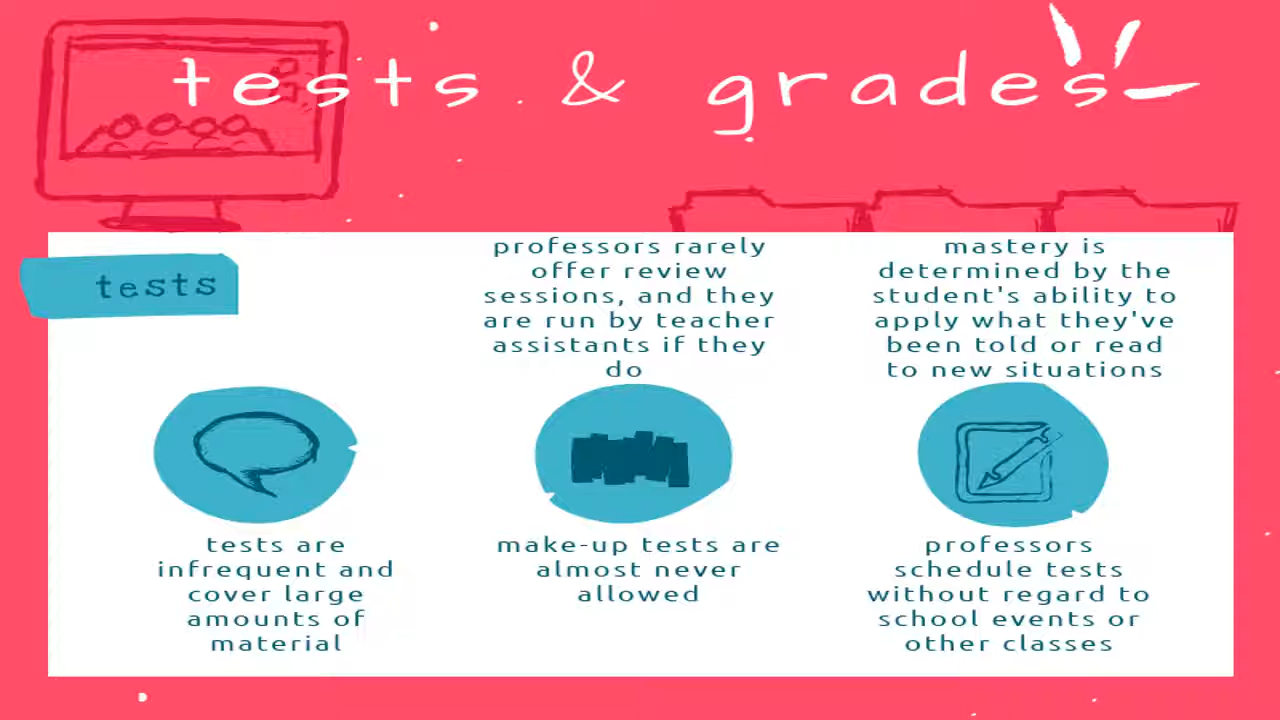 tests & grades
tests
professors rarely
offer review
sessions, and they
are run by teacher
assistants if they
do
mastery is
determined by the
student's ability to
apply what they've
been told or read
to new situations
tests are
infrequent and
cover large
amounts of
material
make-up tests are
almost never
allowed
professors
schedule tests
without regard to
school events or
other classes